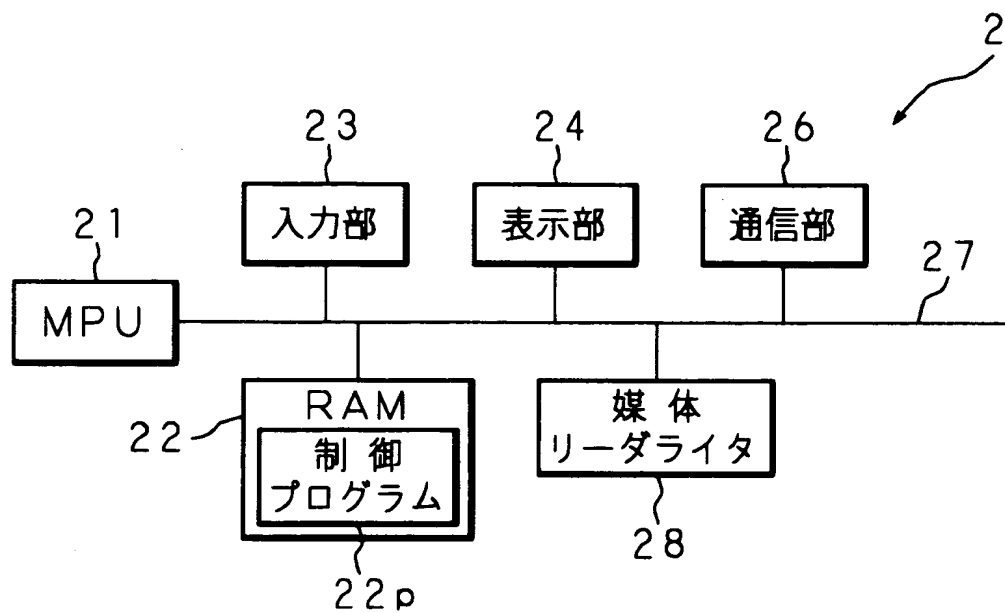 2
23
24
26
入力部
表示部
通信部
21
27
MPU
RAM
媒体
22
制御
リーダライタ
プログラム
28
22p